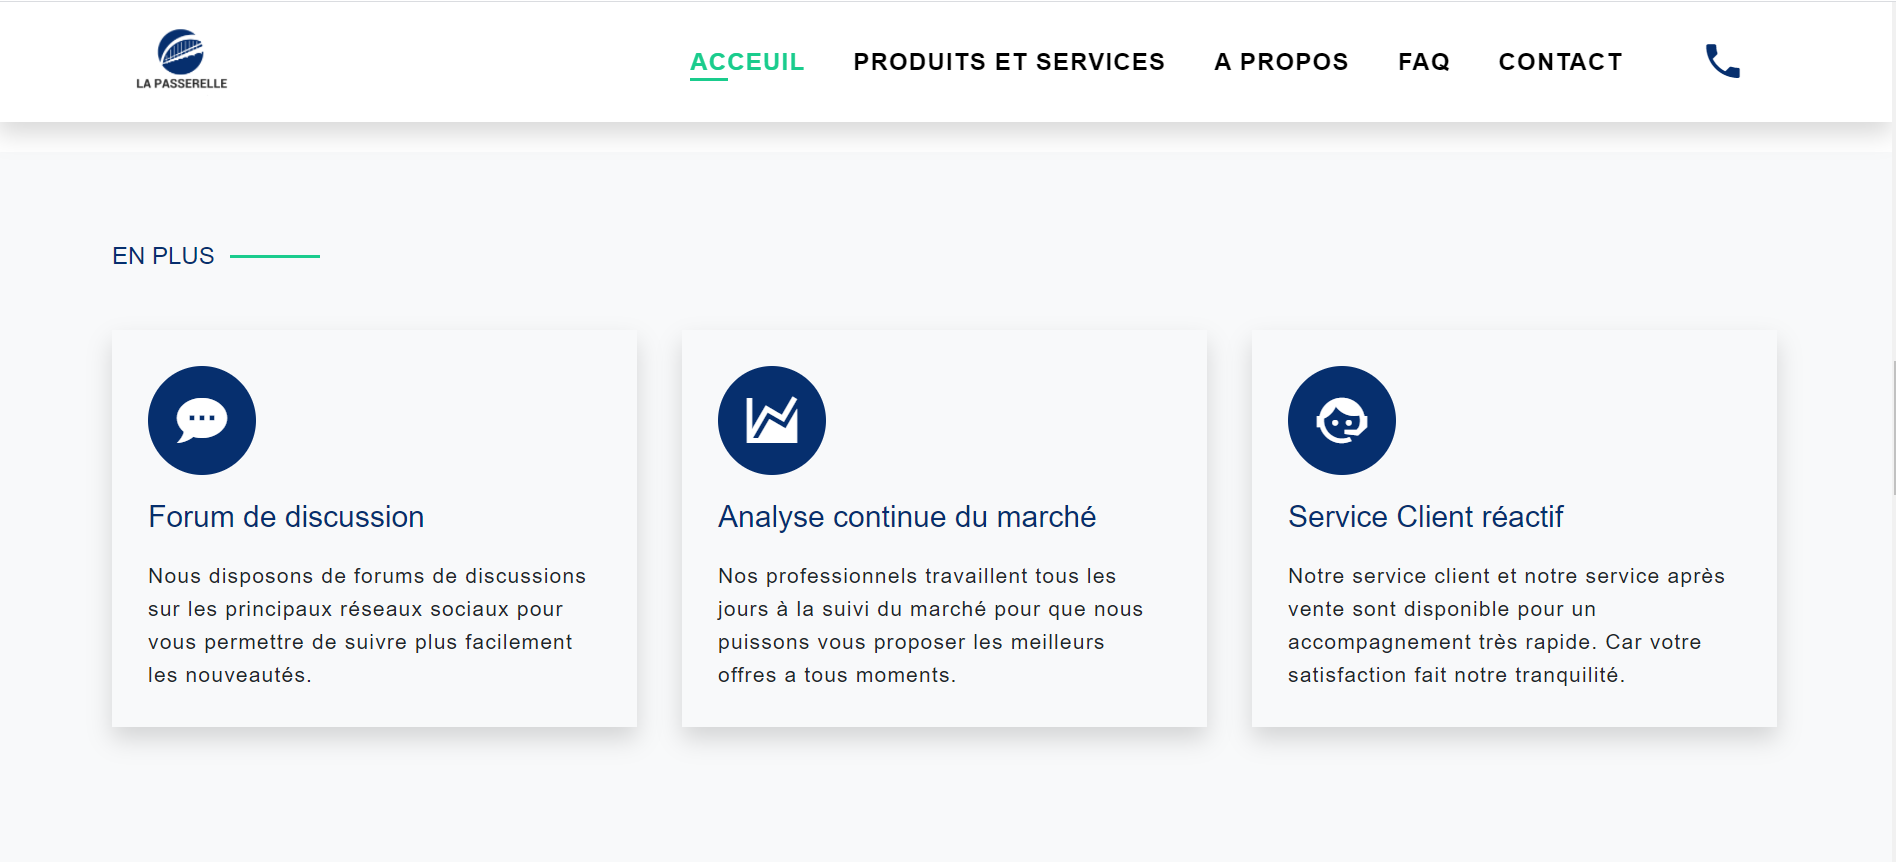 LA PASSERELLE
ACCEUIL PRODUITS ET SERVICES A PROPOS FAQ CONTACT
EN PLUS
Forum de discussion
Nous disposons de forums de discussions
sur les principaux réseaux sociaux pour
vous permettre de suivre plus facilement
les nouveautés.
Analyse continue du marché
Nos professionnels travaillent tous les
jours à la suivi du marché pour que nous
puissons vous proposer les meilleurs
offres a tous moments.
Service Client réactif
Notre service client et notre service après
vente sont disponible pour un
accompagnement très rapide. Car votre
satisfaction fait notre tranquilité.